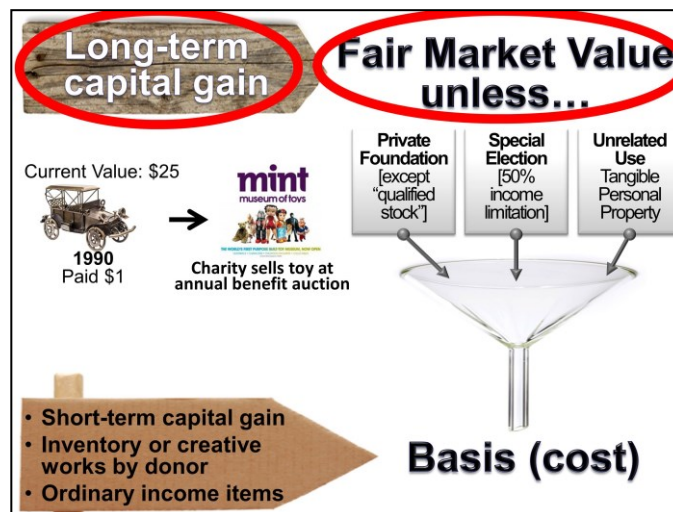 Long-term
capital gain
Fair Market Value
unless...
Private
Foundation
[except
“qualified
stock”]
Special
Election
[50%
income
limitation]
Unrelated
Use
Tangible
Personal
Property
Current Value: $25
1990
Paid $1
mint
museum of toys
Charity sells toy at
annual benefit auction
• Short-term capital gain
• Inventory or creative
works by donor
• Ordinary income items
Basis (cost)